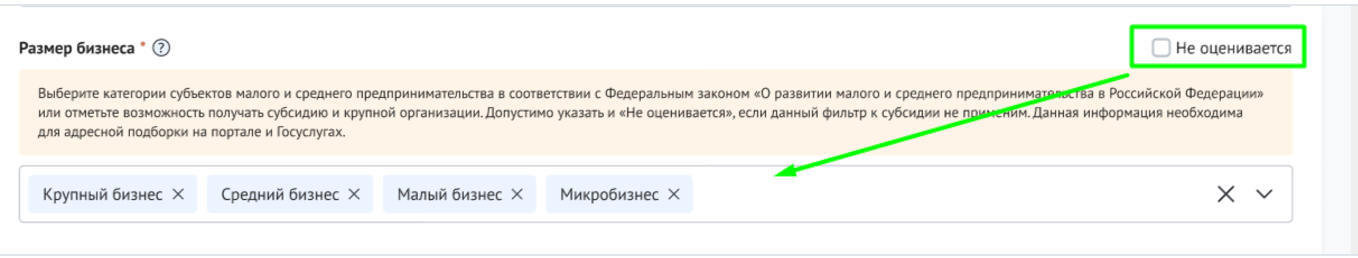 Размер бизнеса * ?
Не оценивается
Выберите категории субъектов малого и среднего предпринимательства в соответствии с Федеральным законом «О развитии малого и среднего предпринимательства в Российской Федерации»
или отметьте возможность получать субсидию и крупной организации. Допустимо указать и «Не оценивается», если данный фильтр к субсидии не применим. Данная информация необходима
для адресной подборки на портале и Госуслугах.
Крупный бизнес × Средний бизнес × Малый бизнес × Микробизнес ×